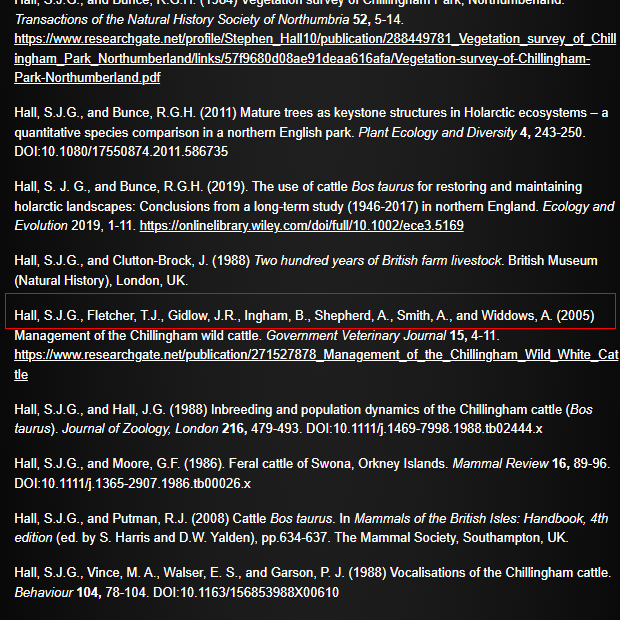 Hall, S.J.G., and Bunce, R.G.H. (1984) Vegetation survey of Chillingham Park, Northumberland.
Transactions of the Natural History Society of Northumbria 52, 5-14.
https://www.researchgate.net/profile/Stephen_Hall10/publication/288449781_Vegetation_survey_of_Chill
ingham_Park_Northumberland/links/57f9680d08ae91deaa616afa/Vegetation-survey-of-Chillingham-
Park-Northumberland.pdf
Hall, S.J.G., and Bunce, R.G.H. (2011) Mature trees as keystone structures in Holarctic ecosystems – a
quantitative species comparison in a northern English park. Plant Ecology and Diversity 4, 243-250.
DOI:10.1080/17550874.2011.586735
Hall, S. J. G., and Bunce, R.G.H. (2019). The use of cattle Bos taurus for restoring and maintaining
holarctic landscapes: Conclusions from a long-term study (1946-2017) in northern England. Ecology and
Evolution 2019, 1-11. https://onlinelibrary.wiley.com/doi/full/10.1002/ece3.5169
Hall, S.J.G., and Clutton-Brock, J. (1988) Two hundred years of British farm livestock. British Museum
(Natural History), London, UK.
Hall, S.J.G., Fletcher, T.J., Gidlow, J.R., Ingham, B., Shepherd, A., Smith, A., and Widdows, A. (2005)
Management of the Chillingham wild cattle. Government Veterinary Journal 15, 4-11.
https://www.researchgate.net/publication/271527878_Management_of_the_Chillingham_Wild_White_Cat
tle
Hall, S.J.G., and Hall, J.G. (1988) Inbreeding and population dynamics of the Chillingham cattle (Bos
taurus). Journal of Zoology, London 216, 479-493. DOI:10.1111/j.1469-7998.1988.tb02444.x
Hall, S.J.G., and Moore, G.F. (1986). Feral cattle of Swona, Orkney Islands. Mammal Review 16, 89-96.
DOI:10.1111/j.1365-2907.1986.tb00026.x
Hall, S.J.G., and Putman, R.J. (2008) Cattle Bos taurus. In Mammals of the British Isles: Handbook, 4th
edition (ed. by S. Harris and D.W. Yalden), pp.634-637. The Mammal Society, Southampton, UK.
Hall, S.J.G., Vince, M. A., Walser, E. S., and Garson, P. J. (1988) Vocalisations of the Chillingham cattle.
Behaviour 104, 78-104. DOI:10.1163/156853988X00610